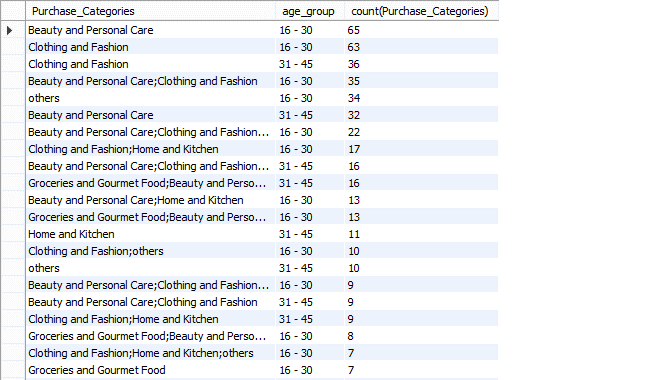 Purchase_Categories age_group count(Purchase_Categories)
Beauty and Personal Care 16 - 30 65
Clothing and Fashion 16 - 30 63
Clothing and Fashion 31 - 45 36
Beauty and Personal Care;Clothing and Fashion 16 - 30 35
others 16 - 30 34
Beauty and Personal Care 31 - 45 32
Beauty and Personal Care;Clothing and Fashion... 16 - 30 22
Clothing and Fashion;Home and Kitchen 16 - 30 17
Beauty and Personal Care;Clothing and Fashion... 31 - 45 16
Groceries and Gourmet Food;Beauty and Perso... 31 - 45 16
Beauty and Personal Care;Home and Kitchen 16 - 30 13
Groceries and Gourmet Food;Beauty and Perso... 16 - 30 13
Home and Kitchen 31 - 45 11
Clothing and Fashion;others 16 - 30 10
others 31 - 45 10
Beauty and Personal Care;Clothing and Fashion... 16 - 30 9
Beauty and Personal Care;Clothing and Fashion 31 - 45 9
Clothing and Fashion;Home and Kitchen 31 - 45 9
Groceries and Gourmet Food;Beauty and Perso... 16 - 30 8
Clothing and Fashion;Home and Kitchen;others 16 - 30 7
Groceries and Gourmet Food 16 - 30 7